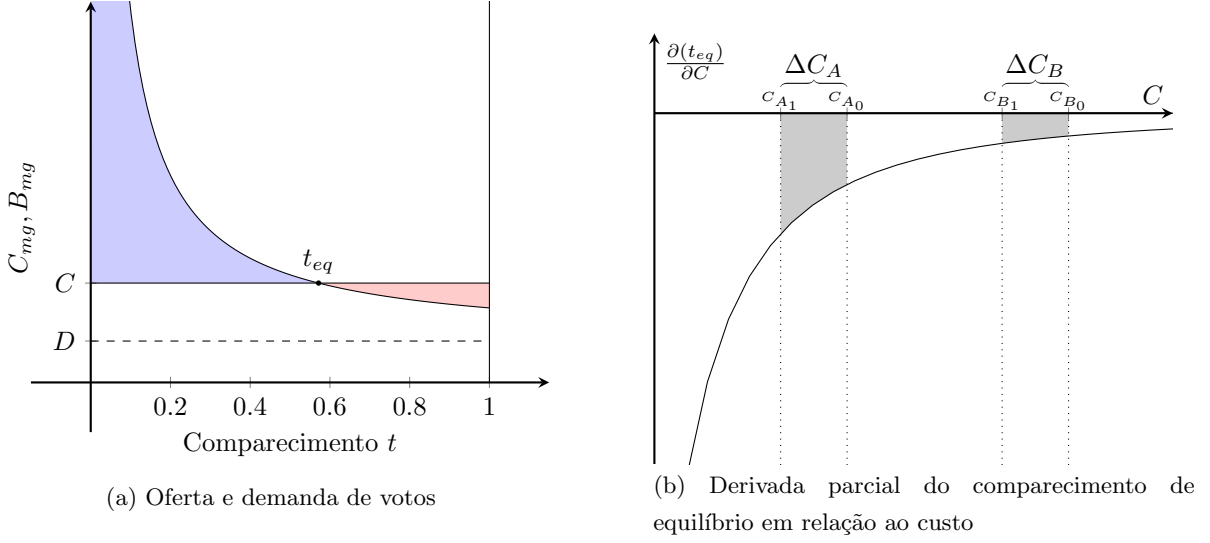 C_{mg}, B_{mg}
t_{eq}
C
D
0.2 0.4 0.6 0.8 1
Comparecimento t
(a) Oferta e demanda de votos
∂(t_{eq})/∂C
ΔC_A ΔC_B
C_{A_1} C_{A_0} C_{B_1} C_{B_0} C
(b) Derivada parcial do comparecimento de
equilíbrio em relação ao custo